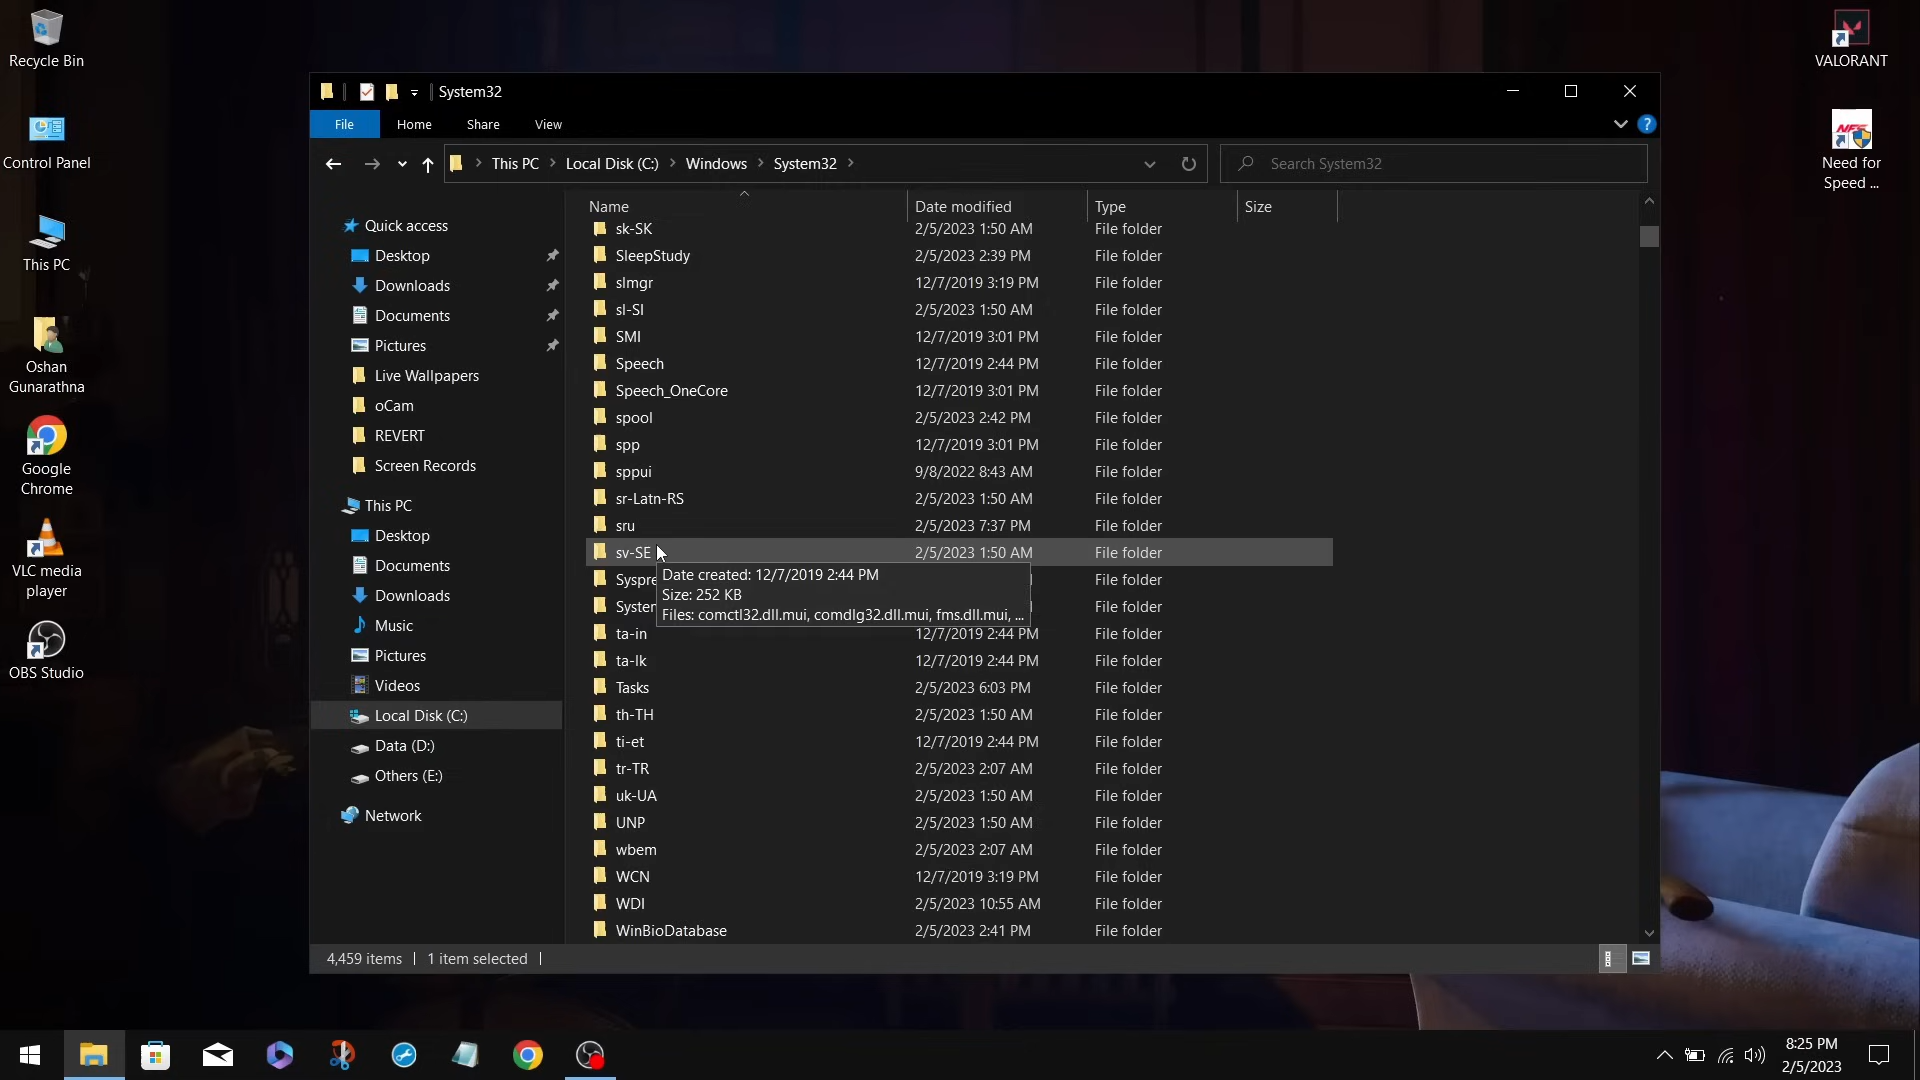 Recycle Bin
Control Panel
This PC
Oshan
Gunarathna
Google
Chrome
VLC media
player
OBS Studio
VALORANT
Need for
Speed ...
System32
File Home Share View
This PC Local Disk (C:) Windows System32
Search System32
Quick access
Desktop
Downloads
Documents
Pictures
Live Wallpapers
oCam
REVERT
Screen Records
This PC
Desktop
Documents
Downloads
Music
Pictures
Videos
Local Disk (C:)
Data (D:)
Others (E:)
Network
Name Date modified Type Size
sk-SK 2/5/2023 1:50 AM File folder
SleepStudy 2/5/2023 2:39 PM File folder
slmgr 12/7/2019 3:19 PM File folder
sl-SI 2/5/2023 1:50 AM File folder
SMI 12/7/2019 3:01 PM File folder
Speech 12/7/2019 2:44 PM File folder
Speech_OneCore 12/7/2019 3:01 PM File folder
spool 2/5/2023 2:42 PM File folder
spp 12/7/2019 3:01 PM File folder
sppui 9/8/2022 8:43 AM File folder
sr-Latn-RS 2/5/2023 1:50 AM File folder
sru 2/5/2023 7:37 PM File folder
sv-SE 2/5/2023 1:50 AM File folder
Syspre File folder
System File folder
Date created: 12/7/2019 2:44 PM
Size: 252 KB
Files: comctl32.dll.mui, comdlg32.dll.mui, fms.dll.mui, ...
ta-in 12/7/2019 2:44 PM File folder
ta-lk 12/7/2019 2:44 PM File folder
Tasks 2/5/2023 6:03 PM File folder
th-TH 2/5/2023 1:50 AM File folder
ti-et 12/7/2019 2:44 PM File folder
tr-TR 2/5/2023 2:07 AM File folder
uk-UA 2/5/2023 1:50 AM File folder
UNP 2/5/2023 1:50 AM File folder
wbem 2/5/2023 2:07 AM File folder
WCN 12/7/2019 3:19 PM File folder
WDI 2/5/2023 10:55 AM File folder
WinBioDatabase 2/5/2023 2:41 PM File folder
4,459 items 1 item selected
8:25 PM
2/5/2023